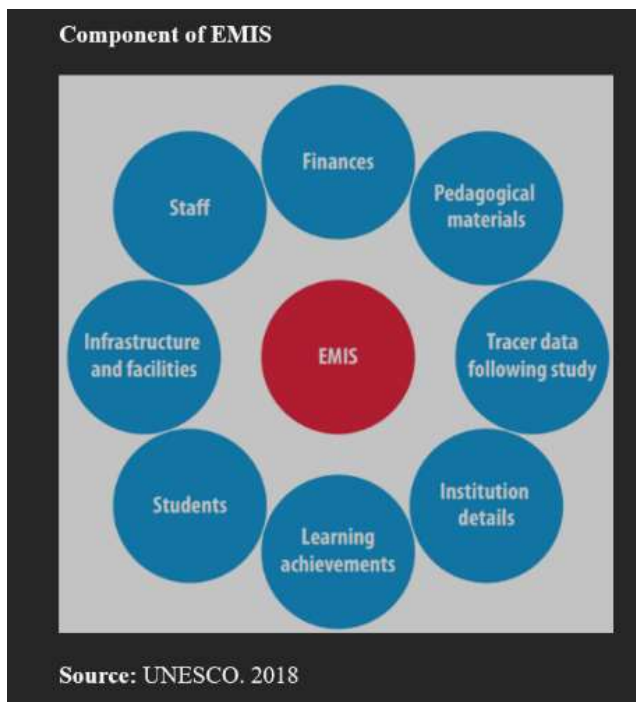 Component of EMIS
Finances
Pedagogical
materials
Tracer data
following study
Institution
details
Learning
achievements
Students
Infrastructure
and facilities
Staff
EMIS
Source: UNESCO. 2018